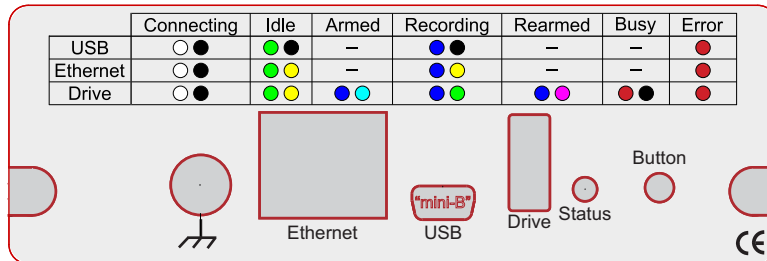 Connecting Idle Armed Recording Rearmed Busy Error
USB – – –
Ethernet – – –
Drive
Button
"mini-B"
Ethernet USB Drive Status
CE